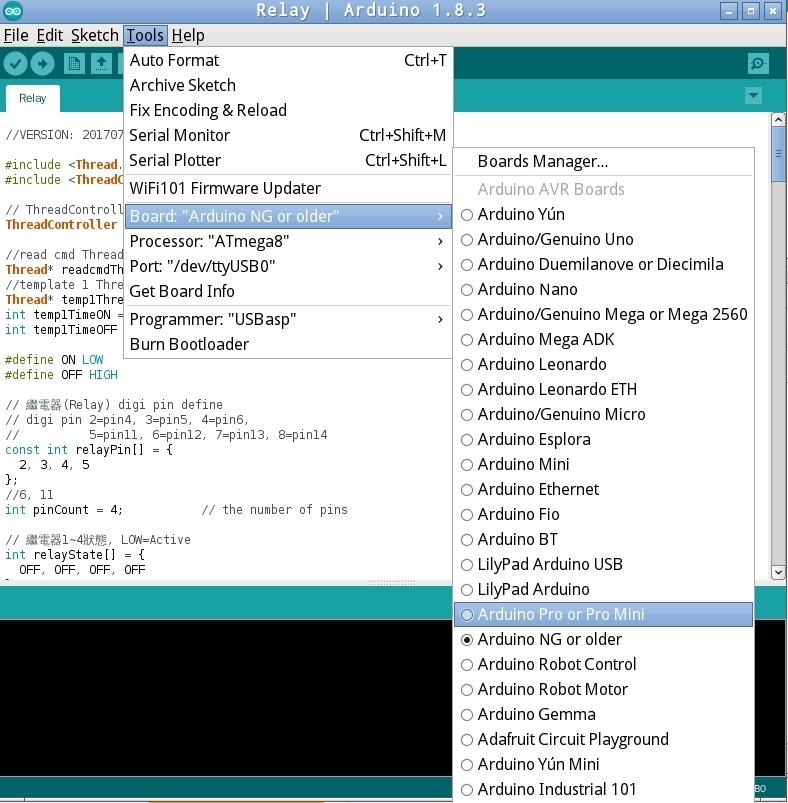 Relay | Arduino 1.8.3
File Edit Sketch Tools Help
Relay
Auto Format Ctrl+T
Archive Sketch
Fix Encoding & Reload
Serial Monitor Ctrl+Shift+M
Serial Plotter Ctrl+Shift+L
WiFi101 Firmware Updater
Board: "Arduino NG or older"
Processor: "ATmega8"
Port: "/dev/ttyUSB0"
Get Board Info
Programmer: "USBasp"
Burn Bootloader
Boards Manager...
Arduino AVR Boards
Arduino Yún
Arduino/Genuino Uno
Arduino Duemilanove or Diecimila
Arduino Nano
Arduino/Genuino Mega or Mega 2560
Arduino Mega ADK
Arduino Leonardo
Arduino Leonardo ETH
Arduino/Genuino Micro
Arduino Esplora
Arduino Mini
Arduino Ethernet
Arduino Fio
Arduino BT
LilyPad Arduino USB
LilyPad Arduino
Arduino Pro or Pro Mini
Arduino NG or older
Arduino Robot Control
Arduino Robot Motor
Arduino Gemma
Adafruit Circuit Playground
Arduino Yún Mini
Arduino Industrial 101
//VERSION: 201707
#include <Thread.
#include <ThreadC
// ThreadControll
ThreadController
//read cmd Thread
Thread* readcmdTh
//template 1 Thre
Thread* temp1Thre
int temp1TimeON =
int temp1TimeOFF
#define ON LOW
#define OFF HIGH
// 繼電器(Relay) digi pin define
// digi pin 2=pin4, 3=pin5, 4=pin6,
// 5=pin11, 6=pin12, 7=pin13, 8=pin14
const int relayPin[] = {
2, 3, 4, 5
};
//6, 11
int pinCount = 4; // the number of pins
// 繼電器1~4狀態, LOW=Active
int relayState[] = {
OFF, OFF, OFF, OFF